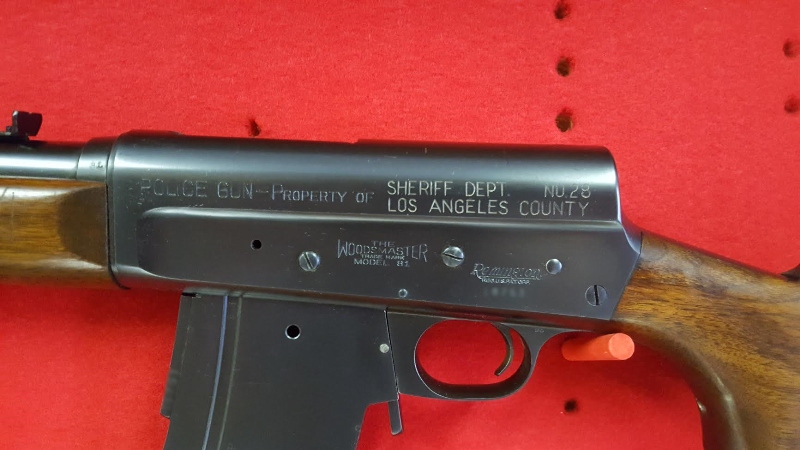 POLICE GUN - PROPERTY OF SHERIFF DEPT. NO. 28
LOS ANGELES COUNTY
THE
WOODSMASTER
TRADE MARK
MODEL 81
Remington